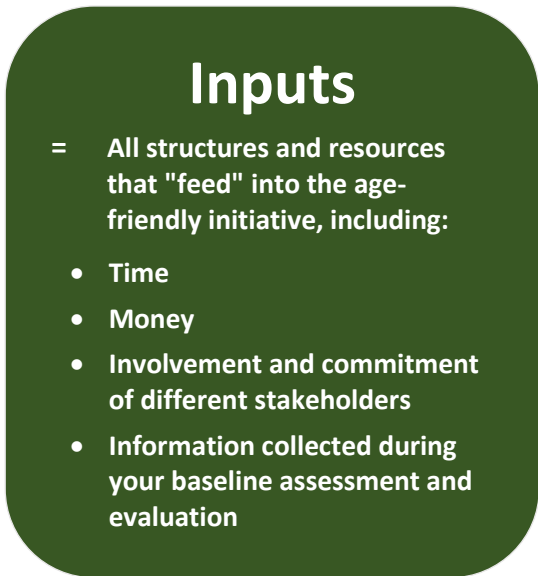 Inputs
= All structures and resources
that "feed" into the age-
friendly initiative, including:
• Time
• Money
• Involvement and commitment
of different stakeholders
• Information collected during
your baseline assessment and
evaluation